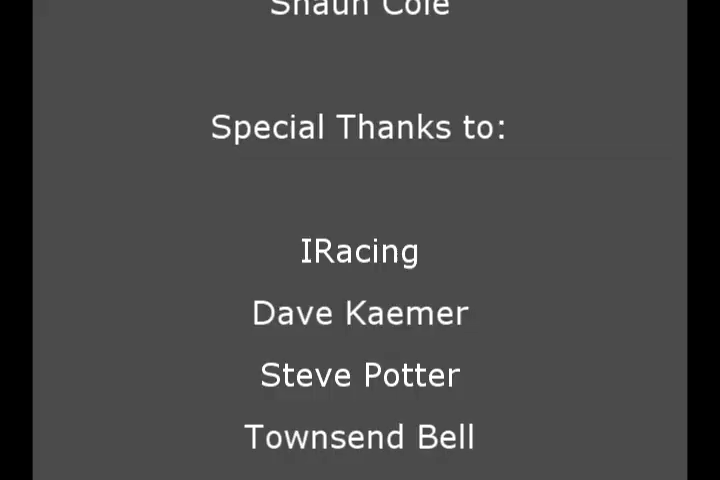 Shaun Cole
Special Thanks to:
IRacing
Dave Kaemer
Steve Potter
Townsend Bell